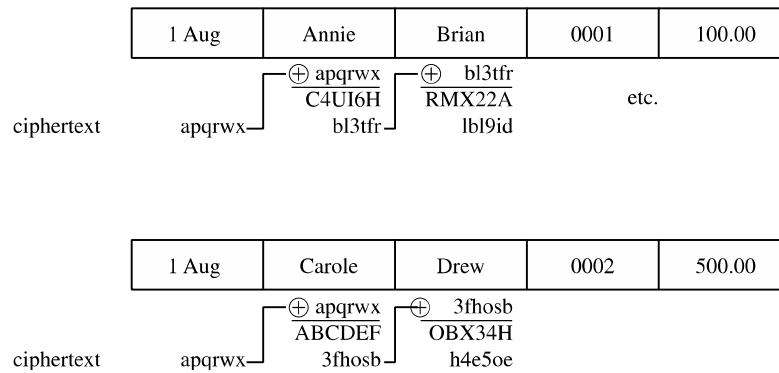 1 Aug Annie Brian 0001 100.00
⊕ apqrwx ⊕ bl3tfr
C4UI6H RMX22A etc.
ciphertext apqrwx bl3tfr lbl9id
1 Aug Carole Drew 0002 500.00
⊕ apqrwx ⊕ 3fhosb
ABCDEF OBX34H
ciphertext apqrwx 3fhosb h4e5oe